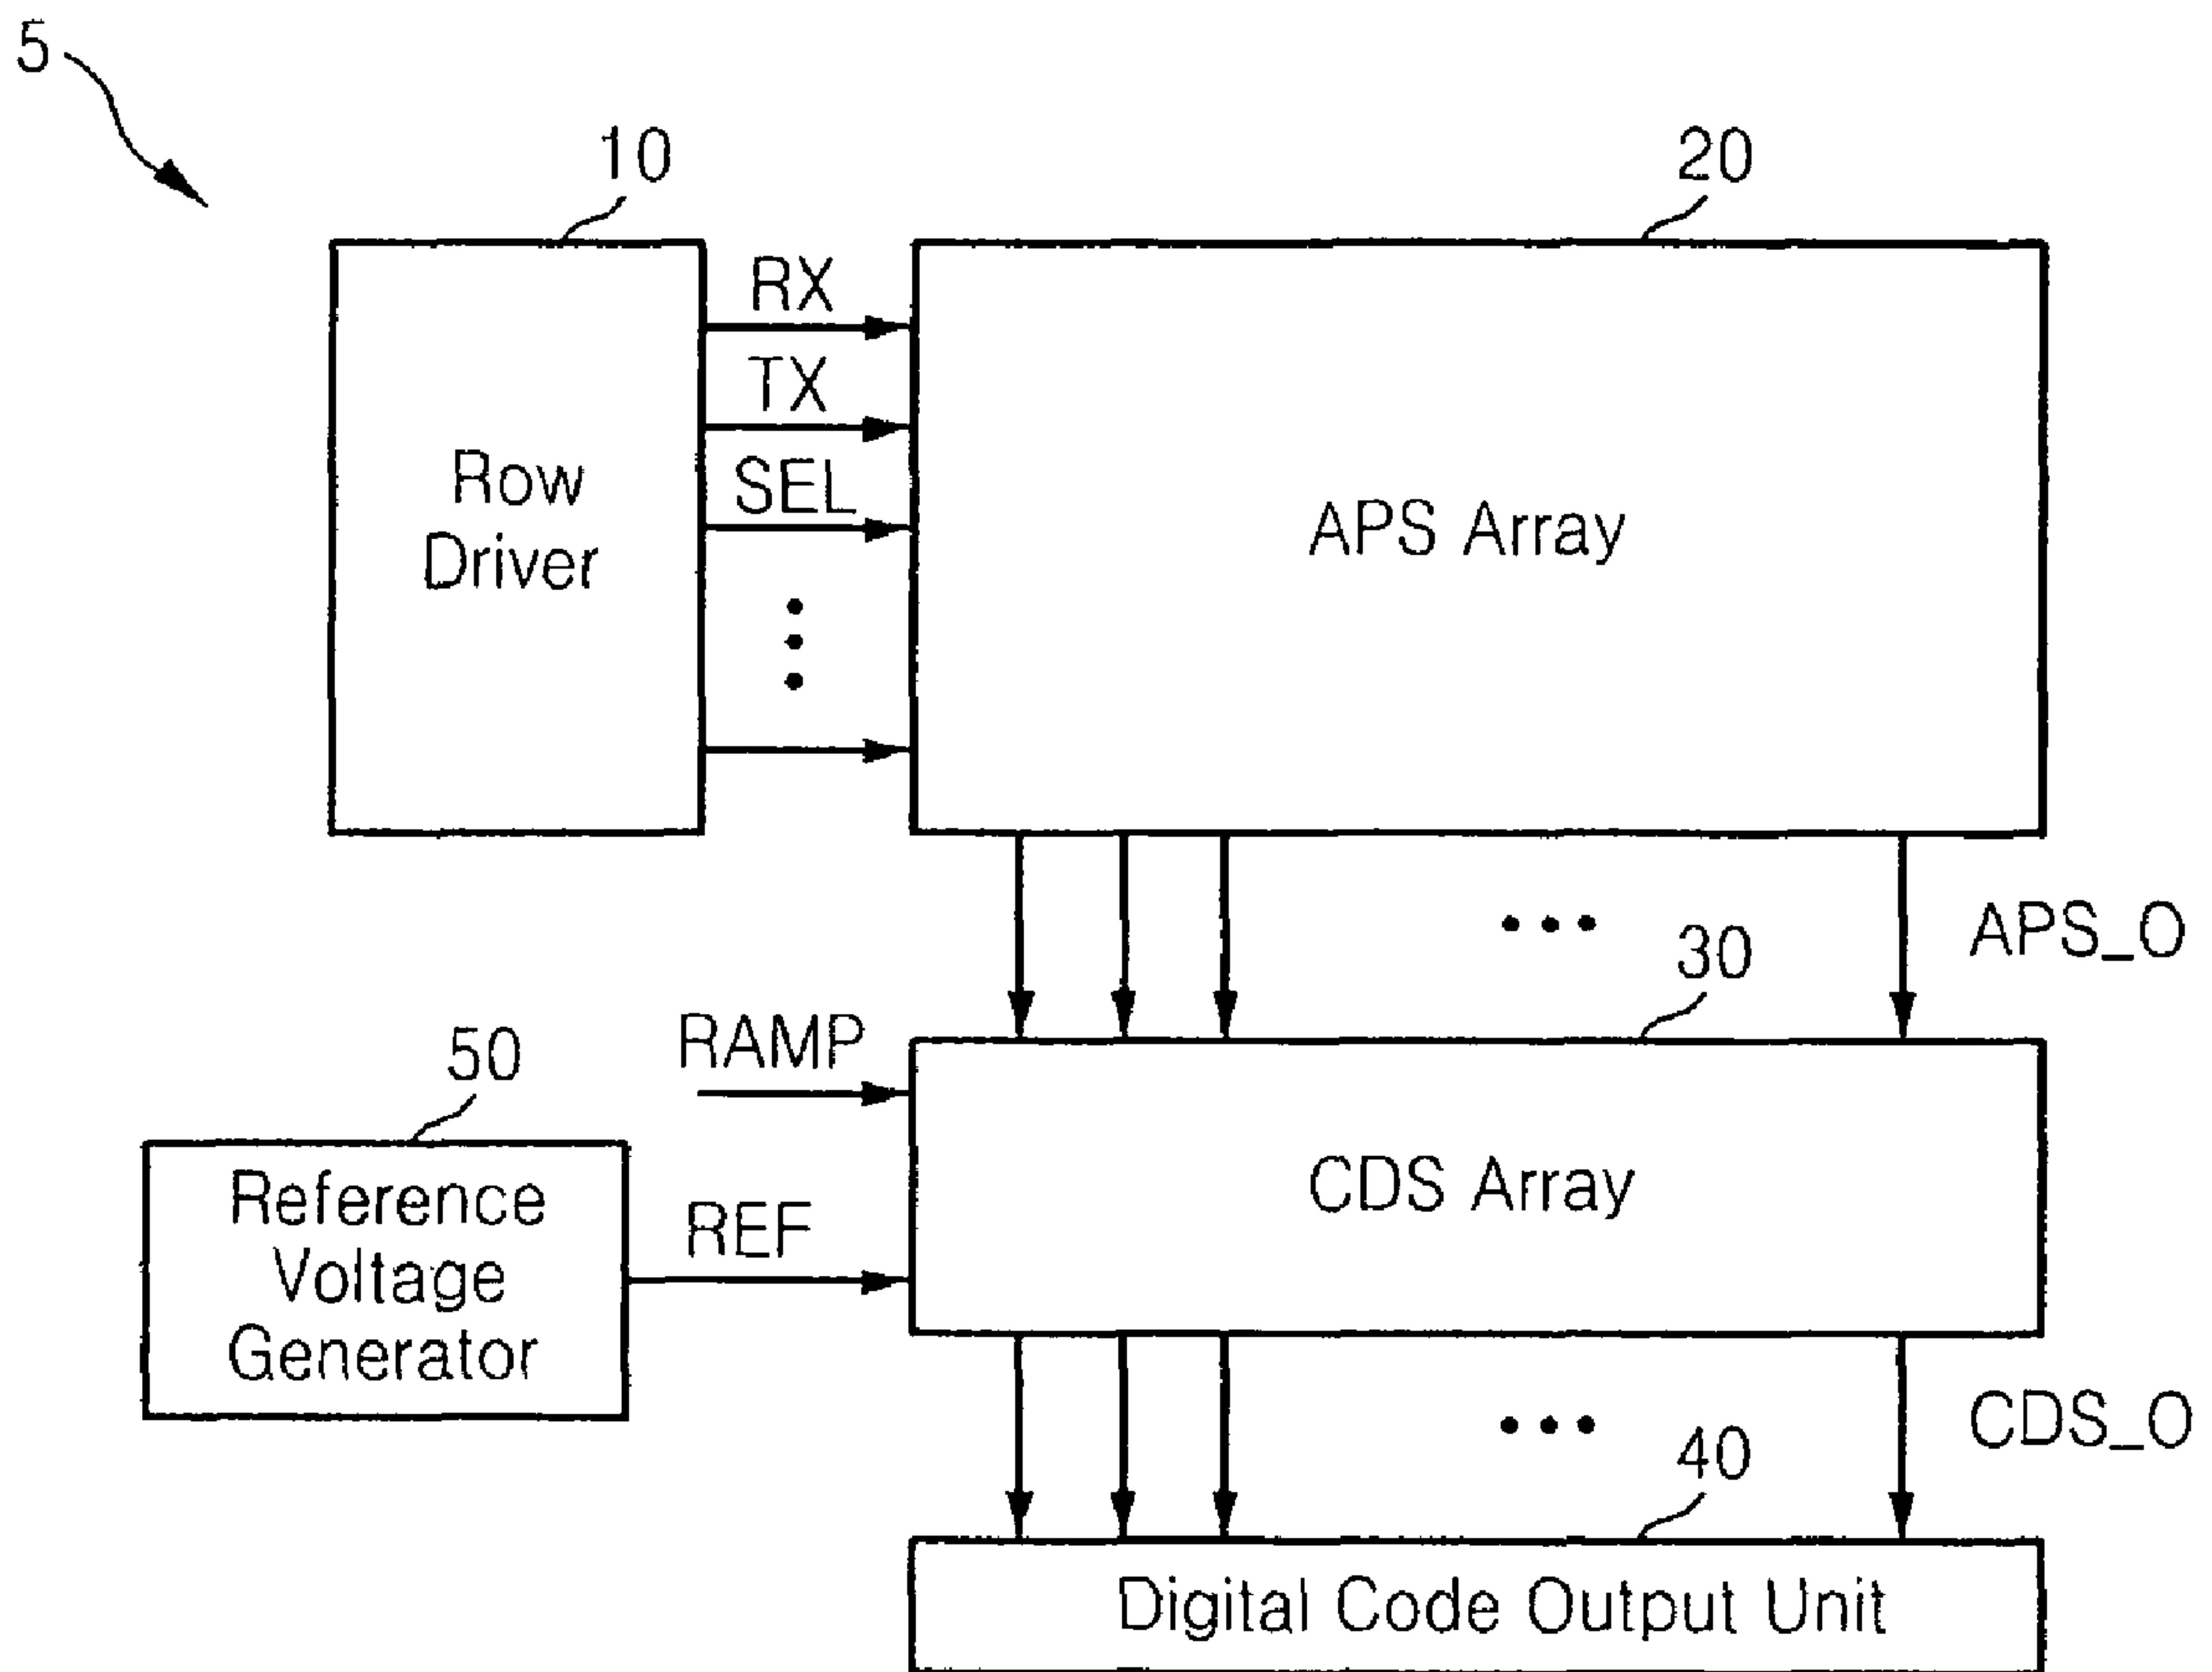 5
10
20
RX
TX
SEL
Row
Driver
APS Array
APS_O
30
RAMP
50
CDS Array
Reference
Voltage
Generator
REF
CDS_O
40
Digital Code Output Unit